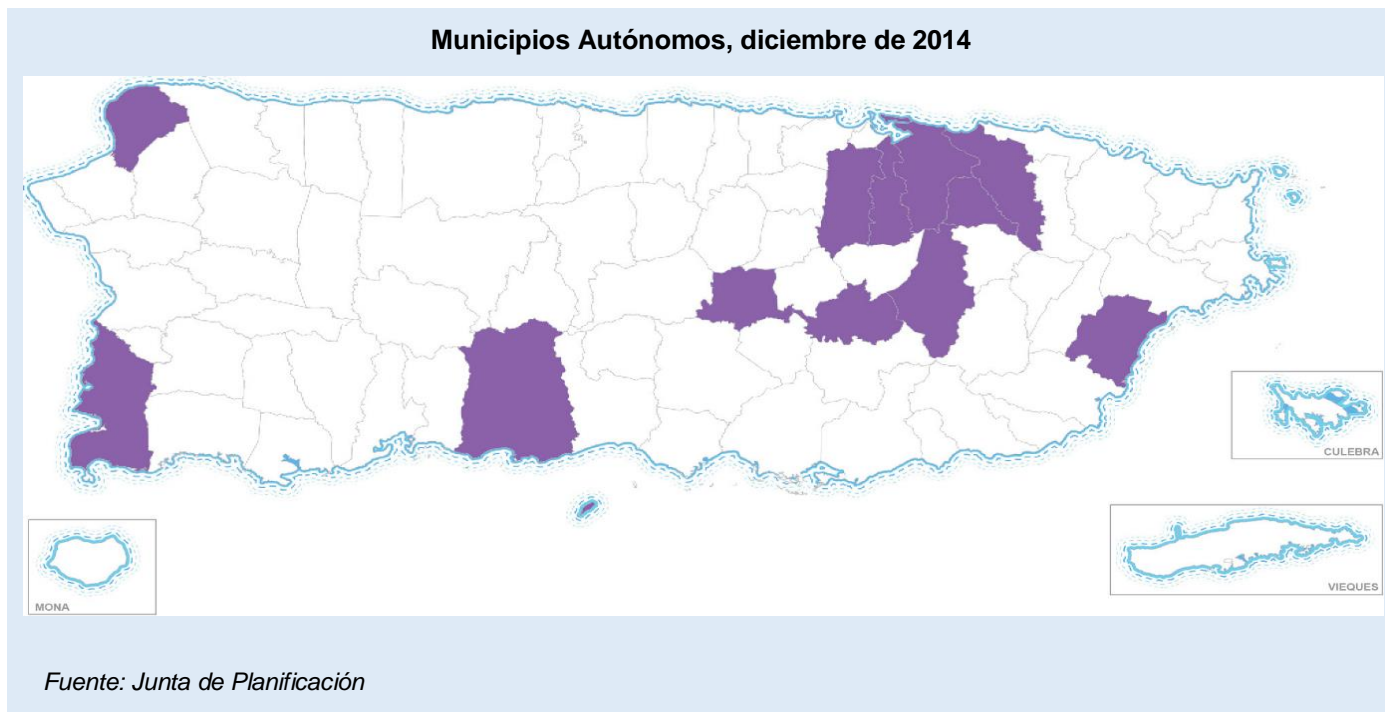 Municipios Autónomos, diciembre de 2014
CULEBRA
MONA
VIEQUES
Fuente: Junta de Planificación